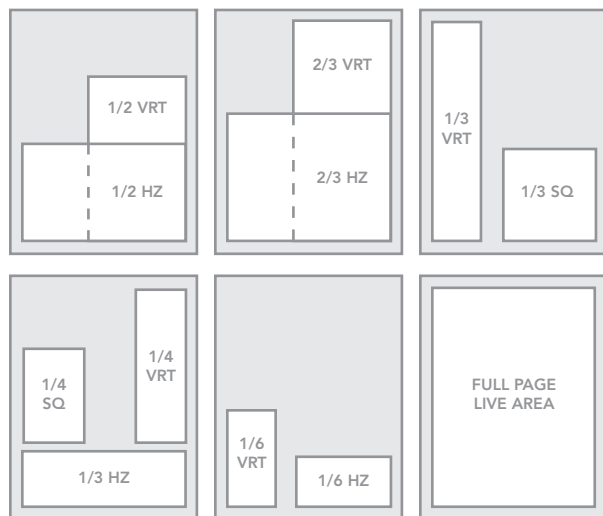 1/2 VRT
1/2 HZ
2/3 VRT
2/3 HZ
1/3
VRT
1/3 SQ
1/4
SQ
1/4
VRT
1/3 HZ
1/6
VRT
1/6 HZ
FULL PAGE
LIVE AREA